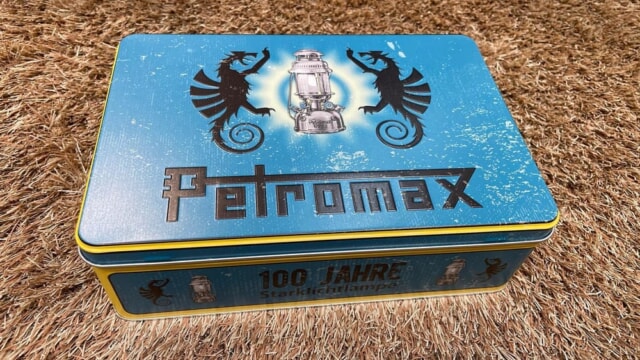 Petromax
100 JAHRE
Starklichtlampe